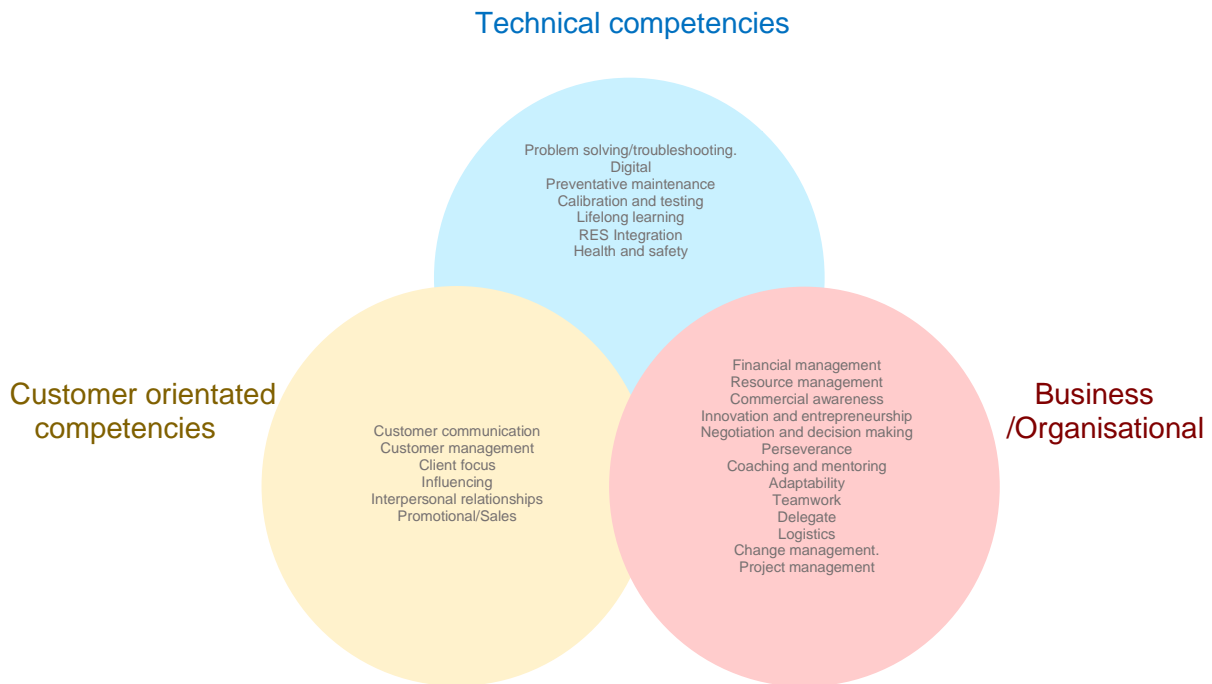 Technical competencies
Problem solving/troubleshooting.
Digital
Preventative maintenance
Calibration and testing
Lifelong learning
RES Integration
Health and safety
Customer orientated
competencies
Customer communication
Customer management
Client focus
Influencing
Interpersonal relationships
Promotional/Sales
Financial management
Resource management
Commercial awareness
Innovation and entrepreneurship
Negotiation and decision making
Perseverance
Coaching and mentoring
Adaptability
Teamwork
Delegate
Logistics
Change management.
Project management
Business
/Organisational